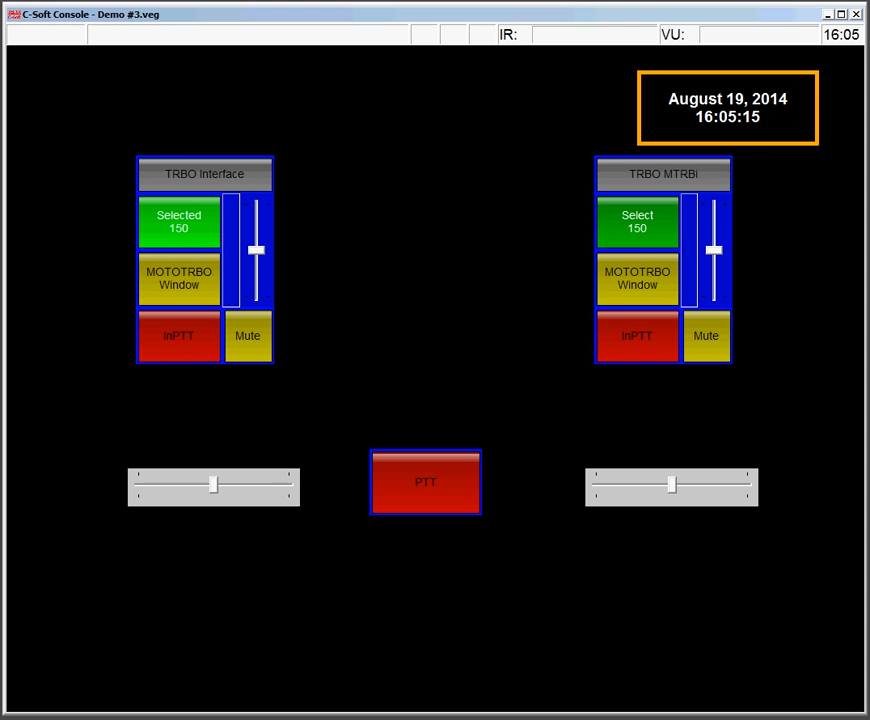 C-Soft Console - Demo #3.veg
IR:
VU:
16:05
August 19, 2014
16:05:15
TRBO Interface
Selected
150
MOTOTRBO
Window
InPTT
Mute
TRBO MTRBi
Select
150
MOTOTRBO
Window
InPTT
Mute
PTT